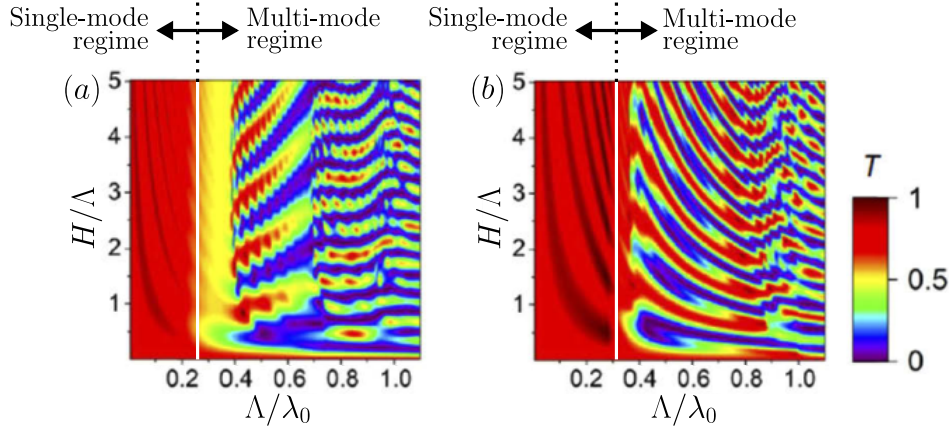 Single-mode regime
Multi-mode regime
Single-mode regime
Multi-mode regime
(a)
5
4
3
2
1
H/Λ
0.2 0.4 0.6 0.8 1.0
Λ/λ₀
(b)
5
4
3
2
1
H/Λ
0.2 0.4 0.6 0.8 1.0
Λ/λ₀
T
1
0.5
0